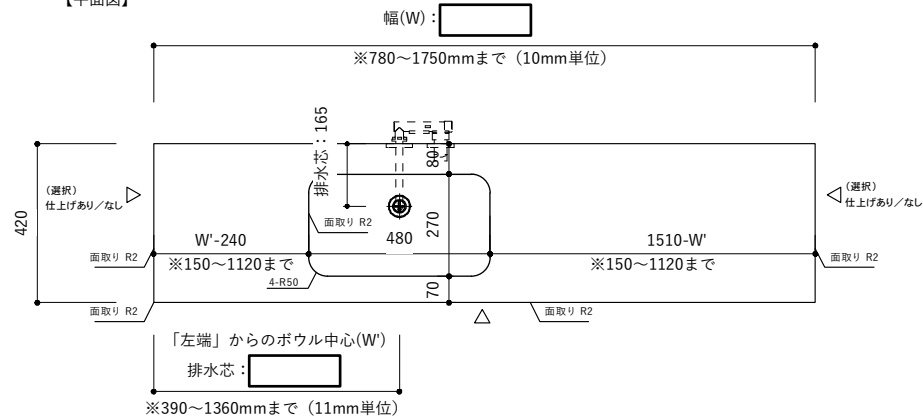 【平面図】
幅(W)：
※780～1750mmまで（10mm単位）
排水芯：165
80
(選択)
仕上げあり／なし
(選択)
仕上げあり／なし
420
面取り R2
480
270
W'-240
1510-W'
面取り R2
※150～1120まで
※150～1120まで
面取り R2
4-R50
70
面取り R2
面取り R2
「左端」からのボウル中心(W')
排水芯：
※390～1360mmまで（11mm単位）